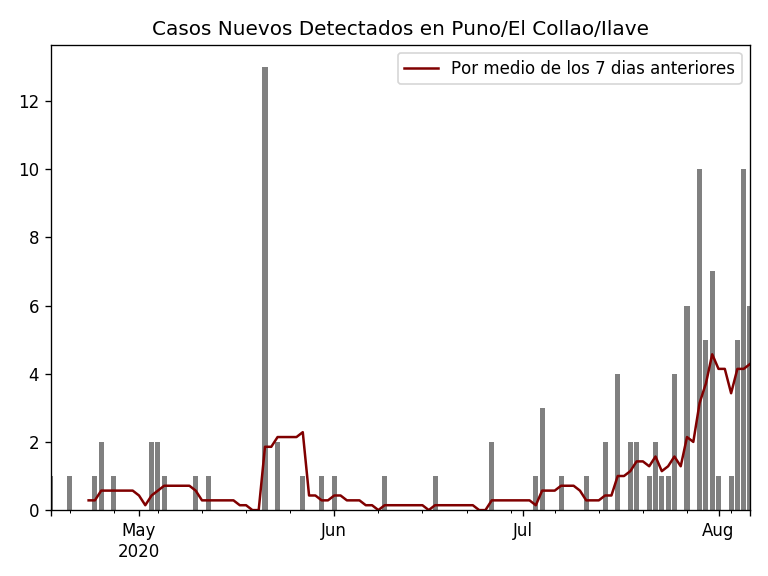 Casos Nuevos Detectados en Puno/El Collao/Ilave
Por medio de los 7 dias anteriores
12
10
8
6
4
2
0
May
2020
Jun
Jul
Aug